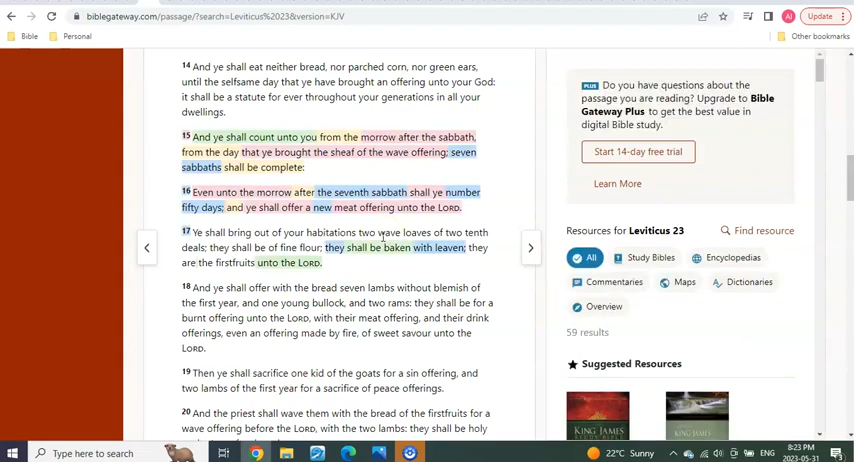 biblegateway.com/passage/?search=Leviticus%2023&version=KJV
AI
Update
Bible
Personal
Other bookmarks
14 And ye shall eat neither bread, nor parched corn, nor green ears,
until the selfsame day that ye have brought an offering unto your God:
it shall be a statute for ever throughout your generations in all your
dwellings.
15 And ye shall count unto you from the morrow after the sabbath,
from the day that ye brought the sheaf of the wave offering; seven
sabbaths shall be complete:
16 Even unto the morrow after the seventh sabbath shall ye number
fifty days; and ye shall offer a new meat offering unto the LORD.
17 Ye shall bring out of your habitations two wave loaves of two tenth
deals; they shall be of fine flour; they shall be baken with leaven; they
are the firstfruits unto the LORD.
18 And ye shall offer with the bread seven lambs without blemish of
the first year, and one young bullock, and two rams: they shall be for a
burnt offering unto the LORD, with their meat offering, and their drink
offerings, even an offering made by fire, of sweet savour unto the
LORD.
19 Then ye shall sacrifice one kid of the goats for a sin offering, and
two lambs of the first year for a sacrifice of peace offerings.
20 And the priest shall wave them with the bread of the firstfruits for a
wave offering before the LORD, with the two lambs: they shall be holy
PLUS Do you have questions about the
passage you are reading? Upgrade to Bible
Gateway Plus to get the best value in
digital Bible study.
Start 14-day free trial
Learn More
Resources for Leviticus 23
Find resource
All
Study Bibles
Encyclopedias
Commentaries
Maps
Dictionaries
Overview
59 results
Suggested Resources
KING JAMES
STUDY BIBLE
KING JAMES
Type here to search
22°C Sunny
ENG
8:23 PM
2023-05-31